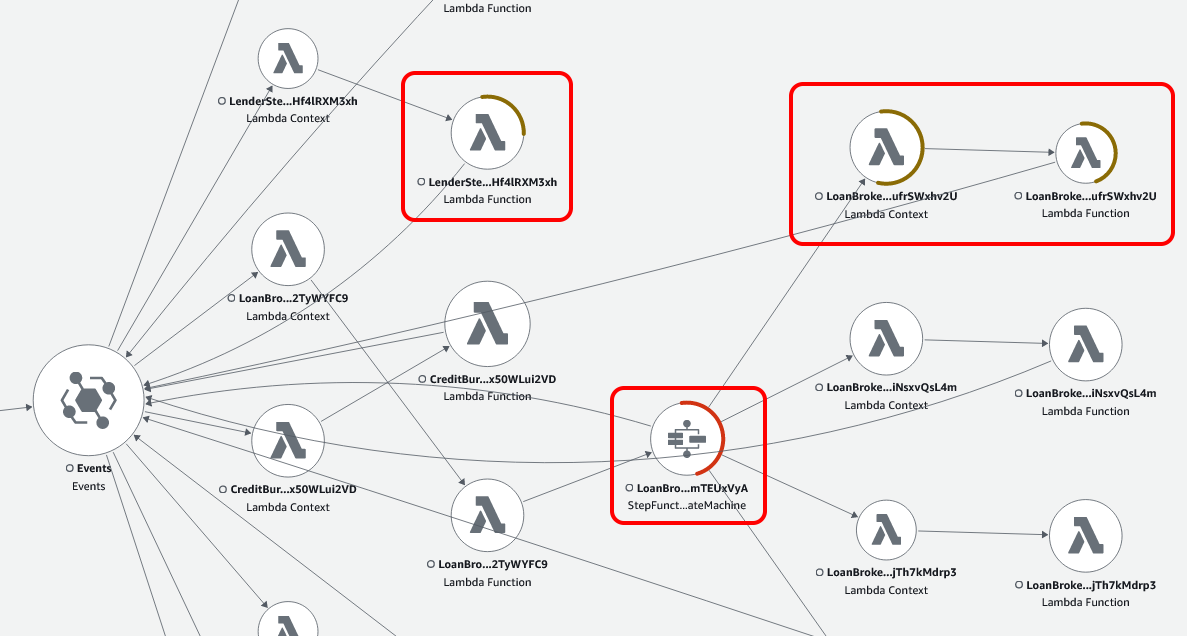 Lambda Function
LenderSte...Hf4lRXM3xh
Lambda Context
LenderSte...Hf4lRXM3xh
Lambda Function
LoanBroke...ufrSWxhv2U
Lambda Context
LoanBroke...ufrSWxhv2U
Lambda Function
LoanBro...2TyWYFC9
Lambda Context
CreditBur...x50WLui2VD
Lambda Function
LoanBroke...iNsxvQsL4m
Lambda Context
LoanBroke...iNsxvQsL4m
Lambda Function
Events
Events
CreditBur...x50WLui2VD
Lambda Context
LoanBro...mTEUxVyA
StepFunct...ateMachine
LoanBro...2TyWYFC9
Lambda Function
LoanBroke...jTh7kMdrp3
Lambda Context
LoanBroke...jTh7kMdrp3
Lambda Function